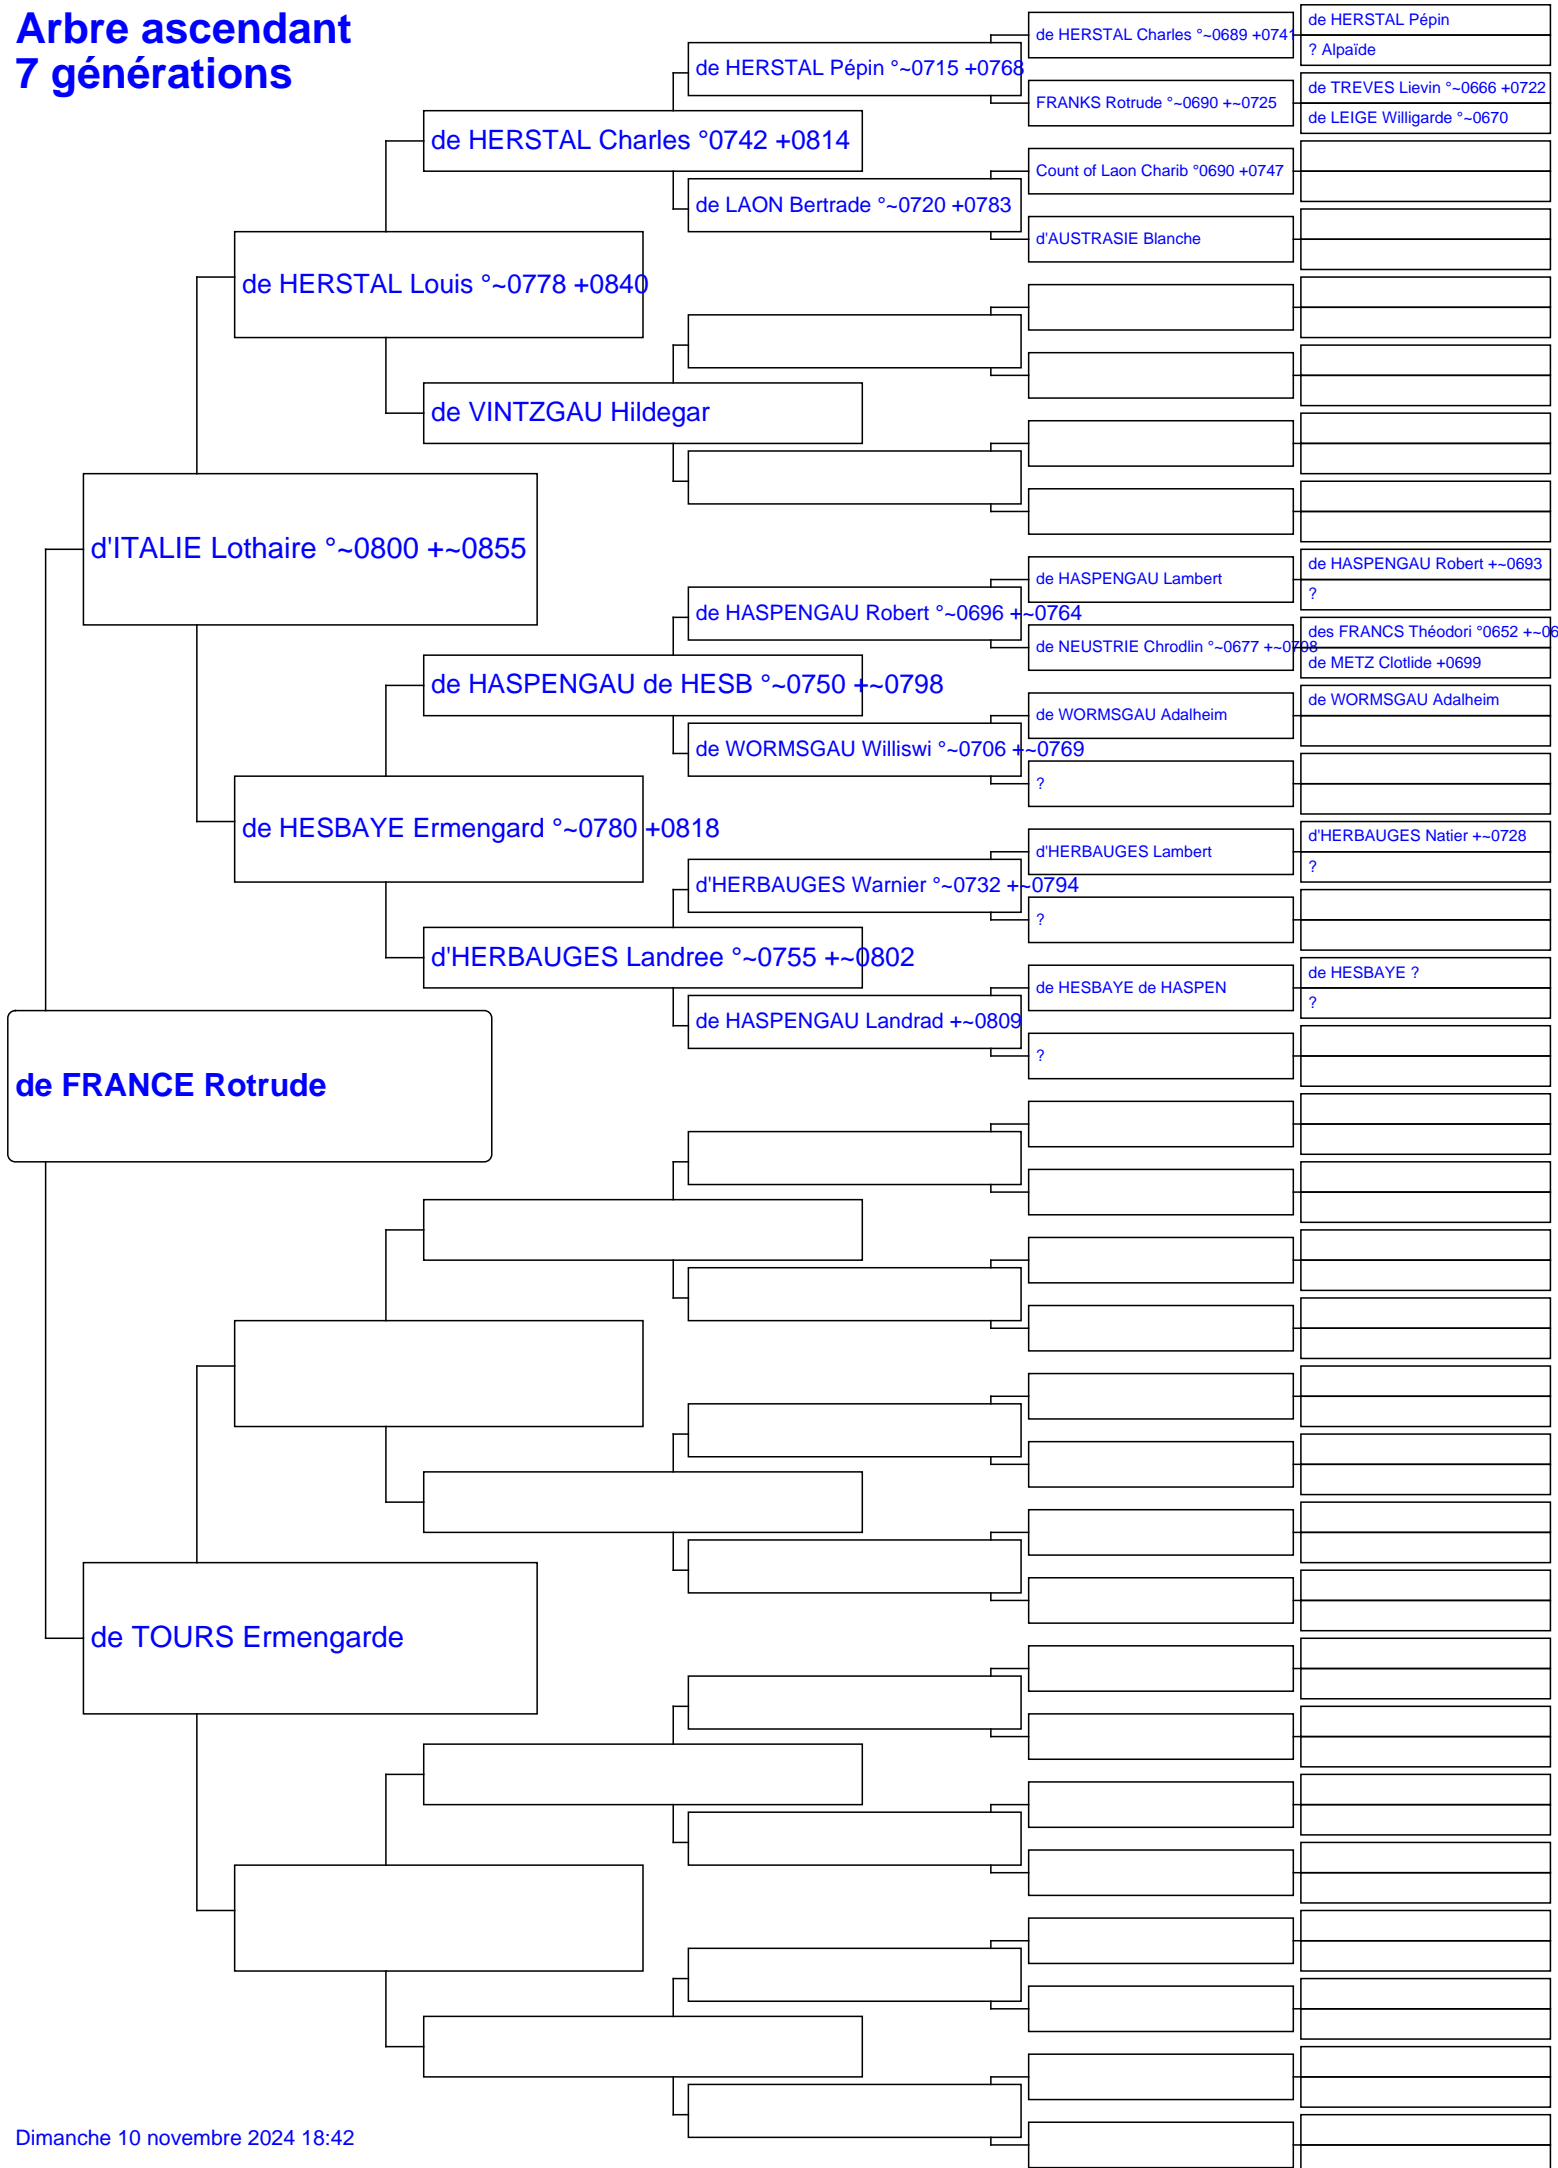 Arbre ascendant
7 générations
de HERSTAL Pépin
de HERSTAL Charles °~0689 +0741
? Alpaïde
de HERSTAL Pépin °~0715 +0768
de TREVES Lievin °~0666 +0722
FRANKS Rotrude °~0690 +~0725
de LEIGE Willigarde °~0670
de HERSTAL Charles °0742 +0814
Count of Laon Charib °0690 +0747
de LAON Bertrade °~0720 +0783
d'AUSTRASIE Blanche
de HERSTAL Louis °~0778 +0840
de VINTZGAU Hildegar
d'ITALIE Lothaire °~0800 +~0855
de HASPENGAU Robert +~0693
de HASPENGAU Lambert
?
de HASPENGAU Robert °~0696 +~0764
des FRANCS Théodori °0652 +~06
de NEUSTRIE Chrodlin °~0677 +~0708
de METZ Clotlide +0699
de HASPENGAU de HESB °~0750 +~0798
de WORMSGAU Adalheim
de WORMSGAU Adalheim
de WORMSGAU Williswi °~0706 +~0769
?
de HESBAYE Ermengard °~0780 +0818
d'HERBAUGES Natier +~0728
d'HERBAUGES Lambert
?
d'HERBAUGES Warnier °~0732 +~0794
?
d'HERBAUGES Landree °~0755 +~0802
de HESBAYE ?
de HESBAYE de HASPEN
?
de HASPENGAU Landrad +~0809
?
de FRANCE Rotrude
de TOURS Ermengarde
Dimanche 10 novembre 2024 18:42